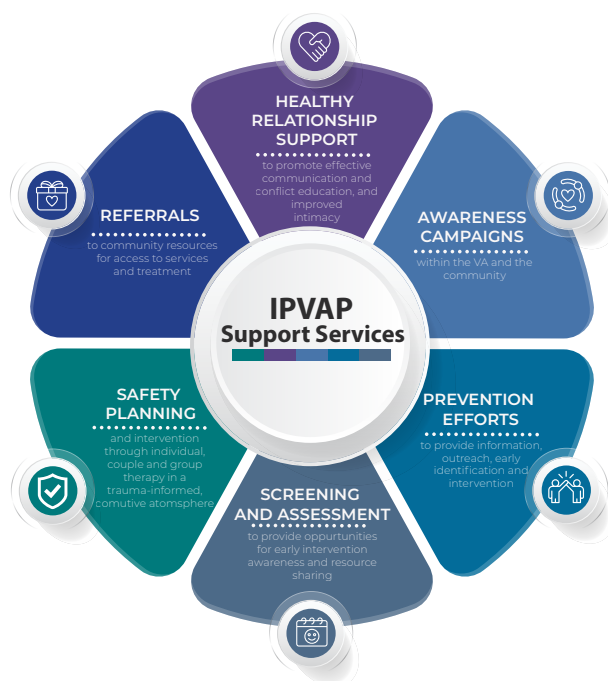 HEALTHY
RELATIONSHIP
SUPPORT
to promote effective
communication and
conflict education, and
improved
intimacy
AWARENESS
CAMPAIGNS
within the VA and the
community
PREVENTION
EFFORTS
to provide information,
outreach, early
identification and
intervention
SCREENING
AND ASSESSMENT
to provide oppurtunities
for early intervention
awareness and resource
sharing
SAFETY
PLANNING
and intervention
through individual,
couple and group
therapy in a
trauma-informed,
comutive atomsphere
REFERRALS
to community resources
for access to services
and treatment
IPVAP
Support Services